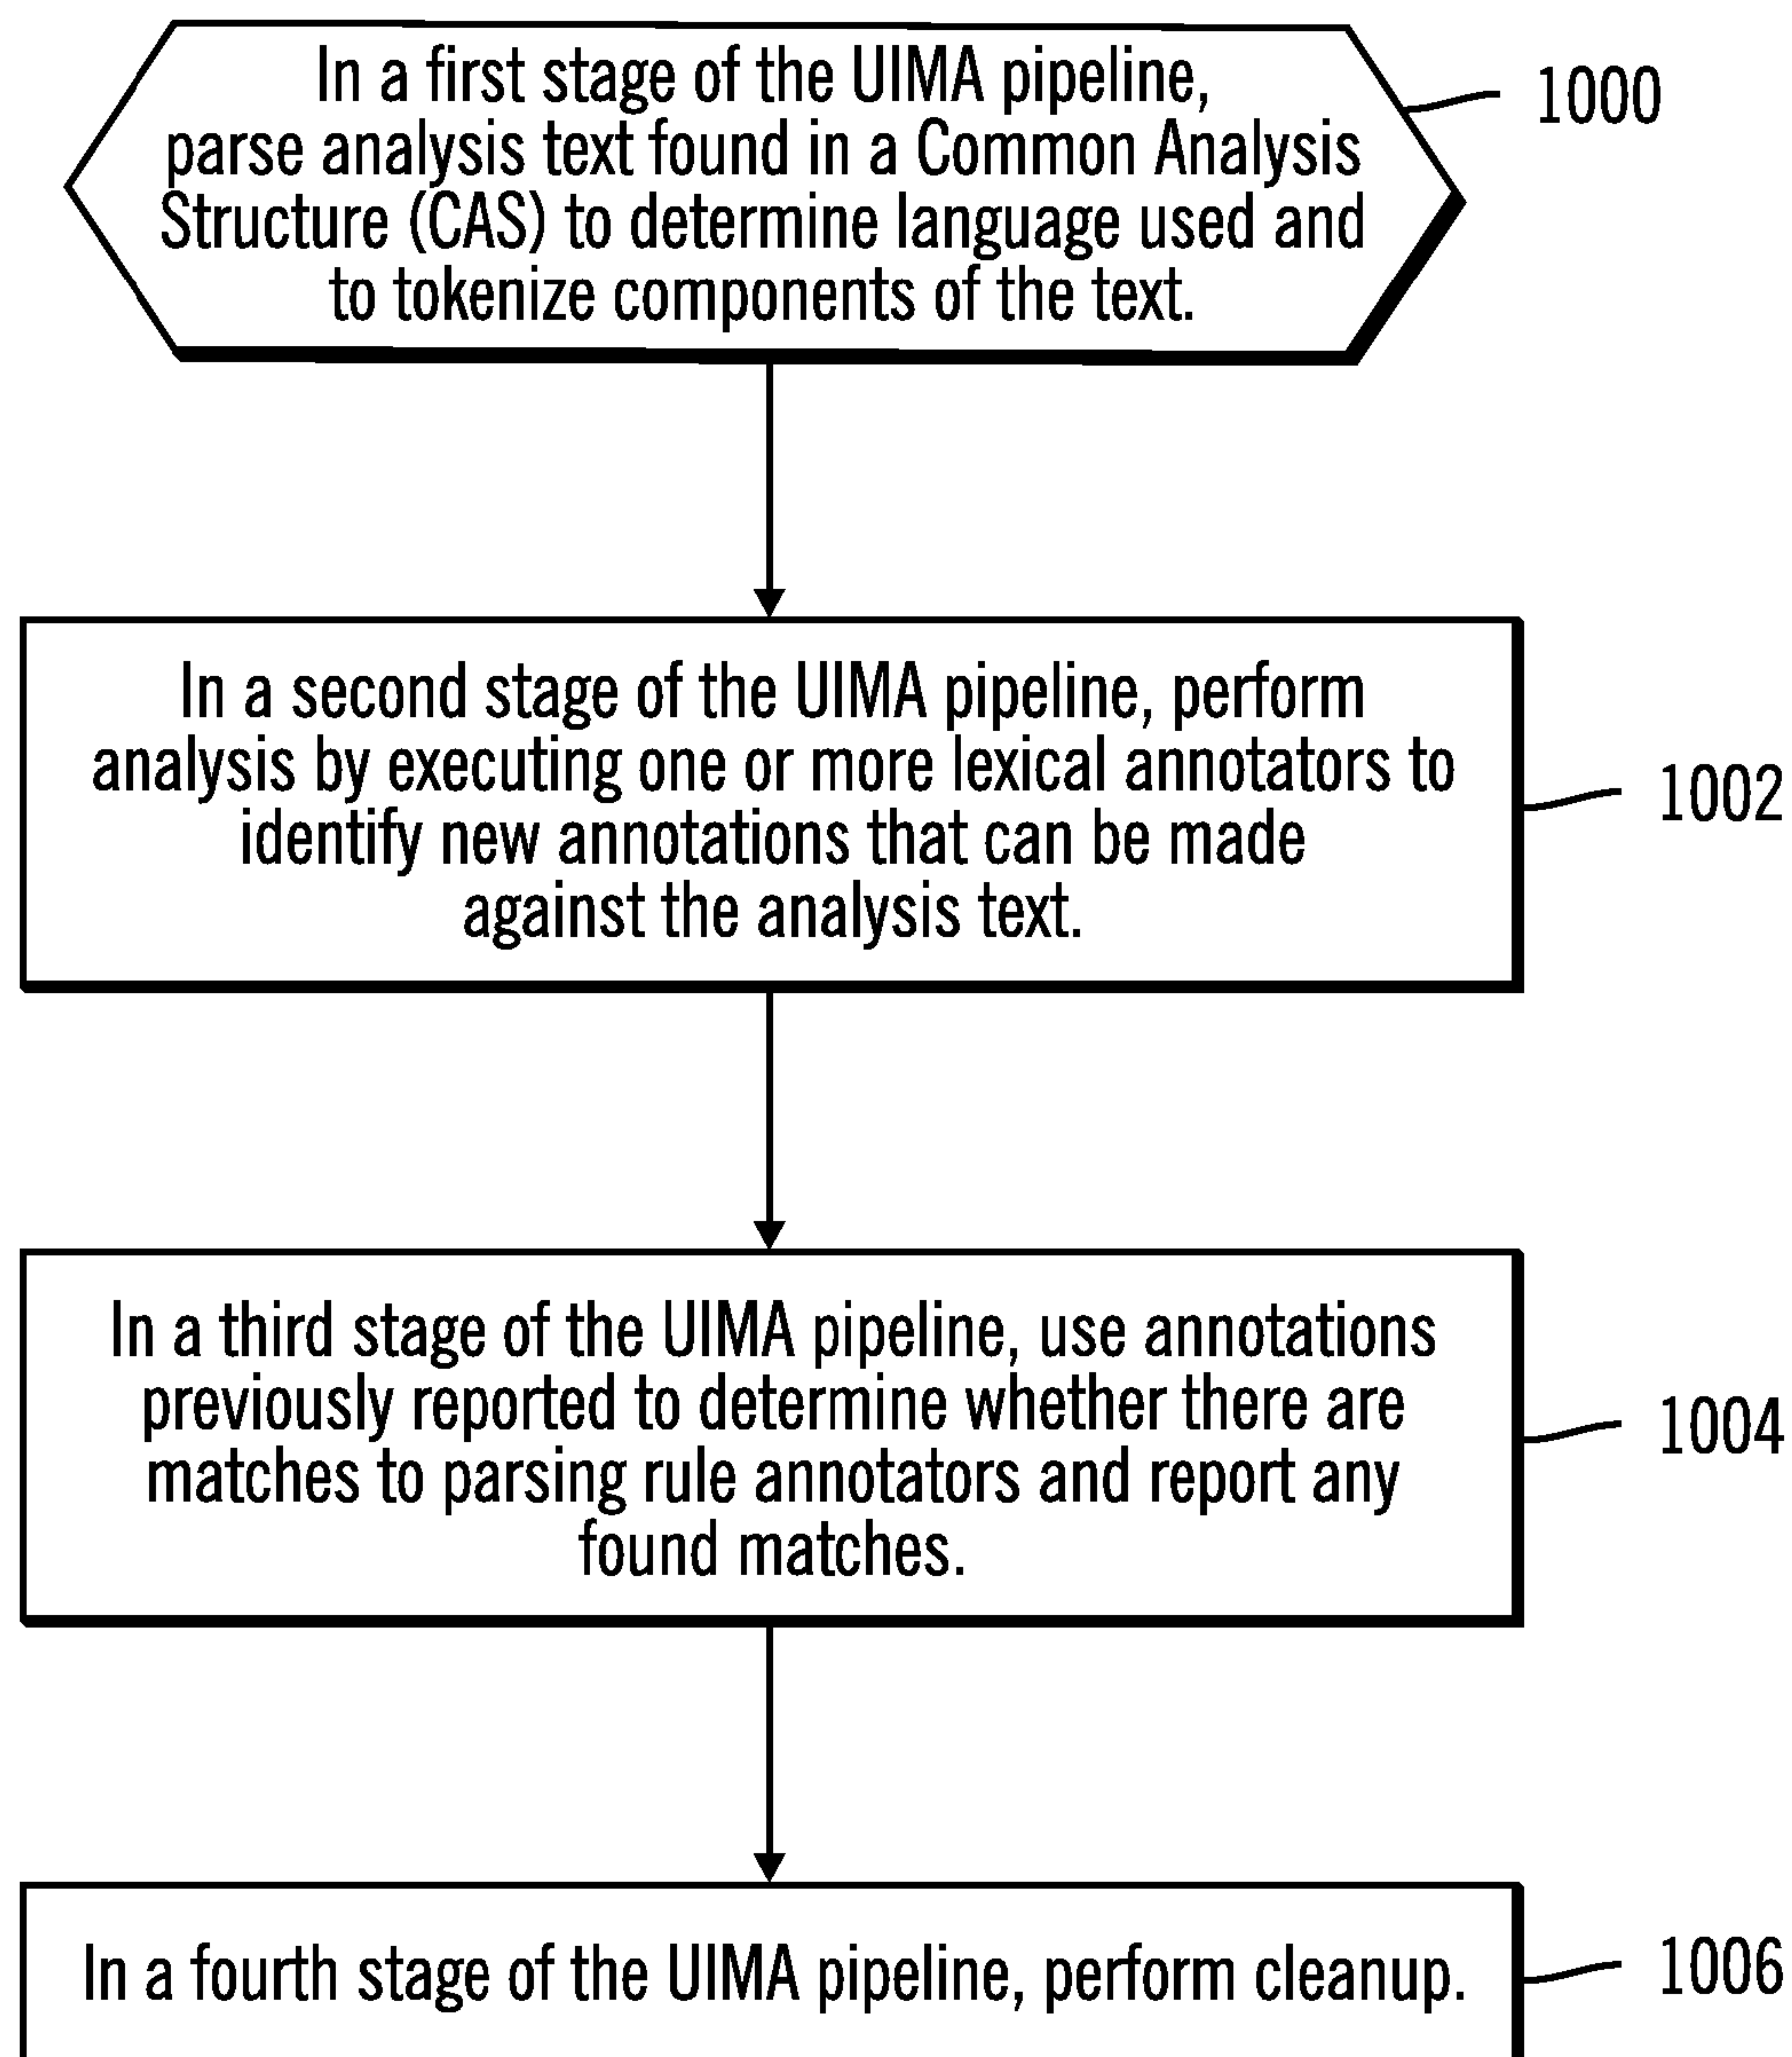 In a first stage of the UIMA pipeline,
parse analysis text found in a Common Analysis
Structure (CAS) to determine language used and
to tokenize components of the text.
1000
In a second stage of the UIMA pipeline, perform
analysis by executing one or more lexical annotators to
identify new annotations that can be made
against the analysis text.
1002
In a third stage of the UIMA pipeline, use annotations
previously reported to determine whether there are
matches to parsing rule annotators and report any
found matches.
1004
In a fourth stage of the UIMA pipeline, perform cleanup.
1006